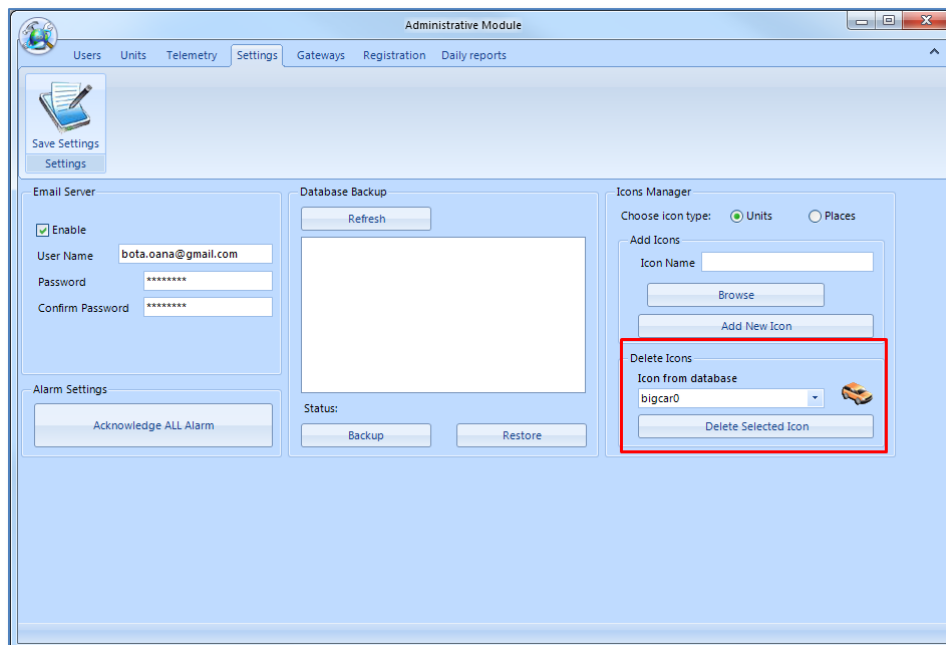 Administrative Module
Users Units Telemetry Settings Gateways Registration Daily reports
Save Settings
Settings
Email Server
Enable
User Name bota.oana@gmail.com
Password ********
Confirm Password ********
Alarm Settings
Acknowledge ALL Alarm
Database Backup
Refresh
Status:
Backup Restore
Icons Manager
Choose icon type: Units Places
Add Icons
Icon Name
Browse
Add New Icon
Delete Icons
Icon from database
bigcar0
Delete Selected Icon